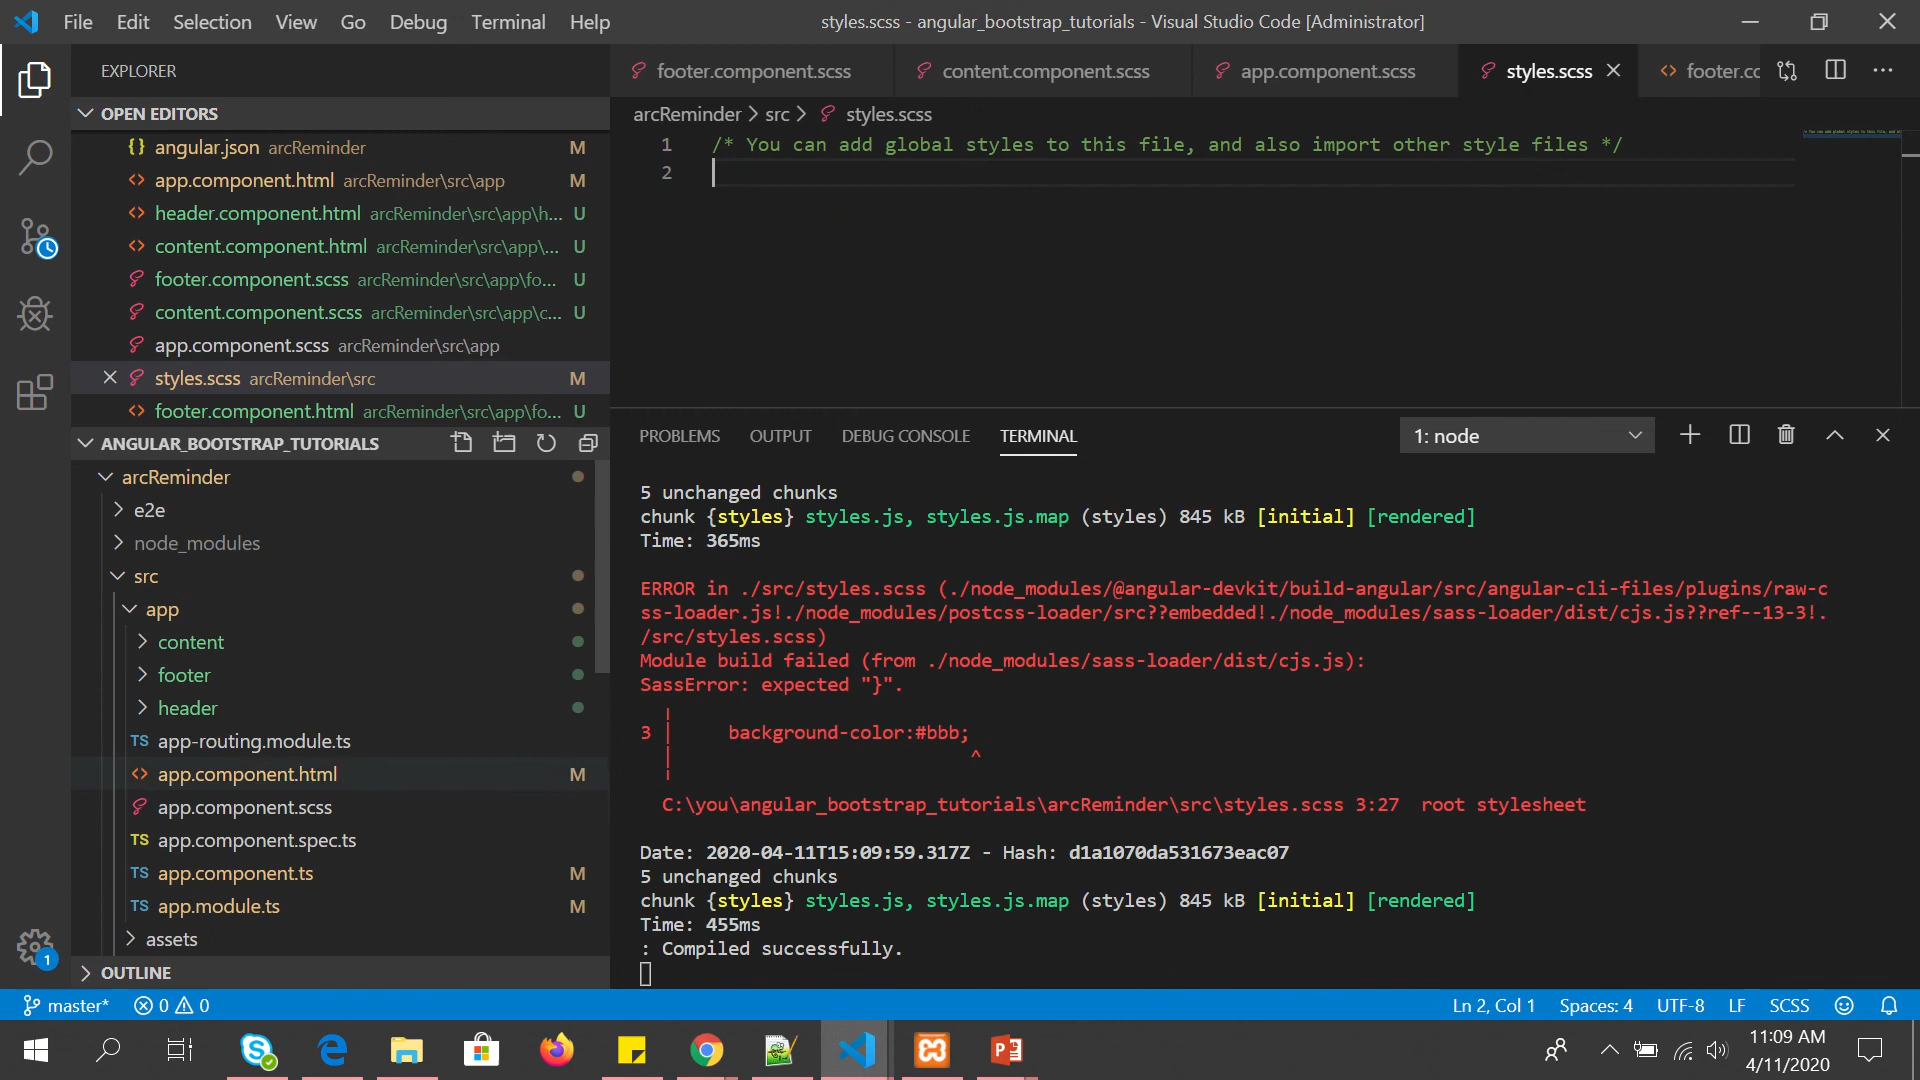 File Edit Selection View Go Debug Terminal Help
styles.scss - angular_bootstrap_tutorials - Visual Studio Code [Administrator]
EXPLORER
OPEN EDITORS
{} angular.json arcReminder M
<> app.component.html arcReminder\src\app M
<> header.component.html arcReminder\src\app\h... U
<> content.component.html arcReminder\src\app\... U
footer.component.scss arcReminder\src\app\fo... U
content.component.scss arcReminder\src\app\c... U
app.component.scss arcReminder\src\app
styles.scss arcReminder\src M
<> footer.component.html arcReminder\src\app\fo... U
ANGULAR_BOOTSTRAP_TUTORIALS
arcReminder
e2e
node_modules
src
app
content
footer
header
TS app-routing.module.ts
<> app.component.html M
app.component.scss
TS app.component.spec.ts
TS app.component.ts M
TS app.module.ts M
assets
OUTLINE
1
footer.component.scss content.component.scss app.component.scss styles.scss <> footer.cc
arcReminder > src > styles.scss
1 /* You can add global styles to this file, and also import other style files */
2
PROBLEMS OUTPUT DEBUG CONSOLE TERMINAL 1: node
5 unchanged chunks
chunk {styles} styles.js, styles.js.map (styles) 845 kB [initial] [rendered]
Time: 365ms
ERROR in ./src/styles.scss (./node_modules/@angular-devkit/build-angular/src/angular-cli-files/plugins/raw-c
ss-loader.js!./node_modules/postcss-loader/src??embedded!./node_modules/sass-loader/dist/cjs.js??ref--13-3!.
/src/styles.scss)
Module build failed (from ./node_modules/sass-loader/dist/cjs.js):
SassError: expected "}".
3 │ background-color:#bbb;
^
C:\you\angular_bootstrap_tutorials\arcReminder\src\styles.scss 3:27 root stylesheet
Date: 2020-04-11T15:09:59.317Z - Hash: d1a1070da531673eac07
5 unchanged chunks
chunk {styles} styles.js, styles.js.map (styles) 845 kB [initial] [rendered]
Time: 455ms
: Compiled successfully.
master* 0 0 Ln 2, Col 1 Spaces: 4 UTF-8 LF SCSS
11:09 AM
4/11/2020